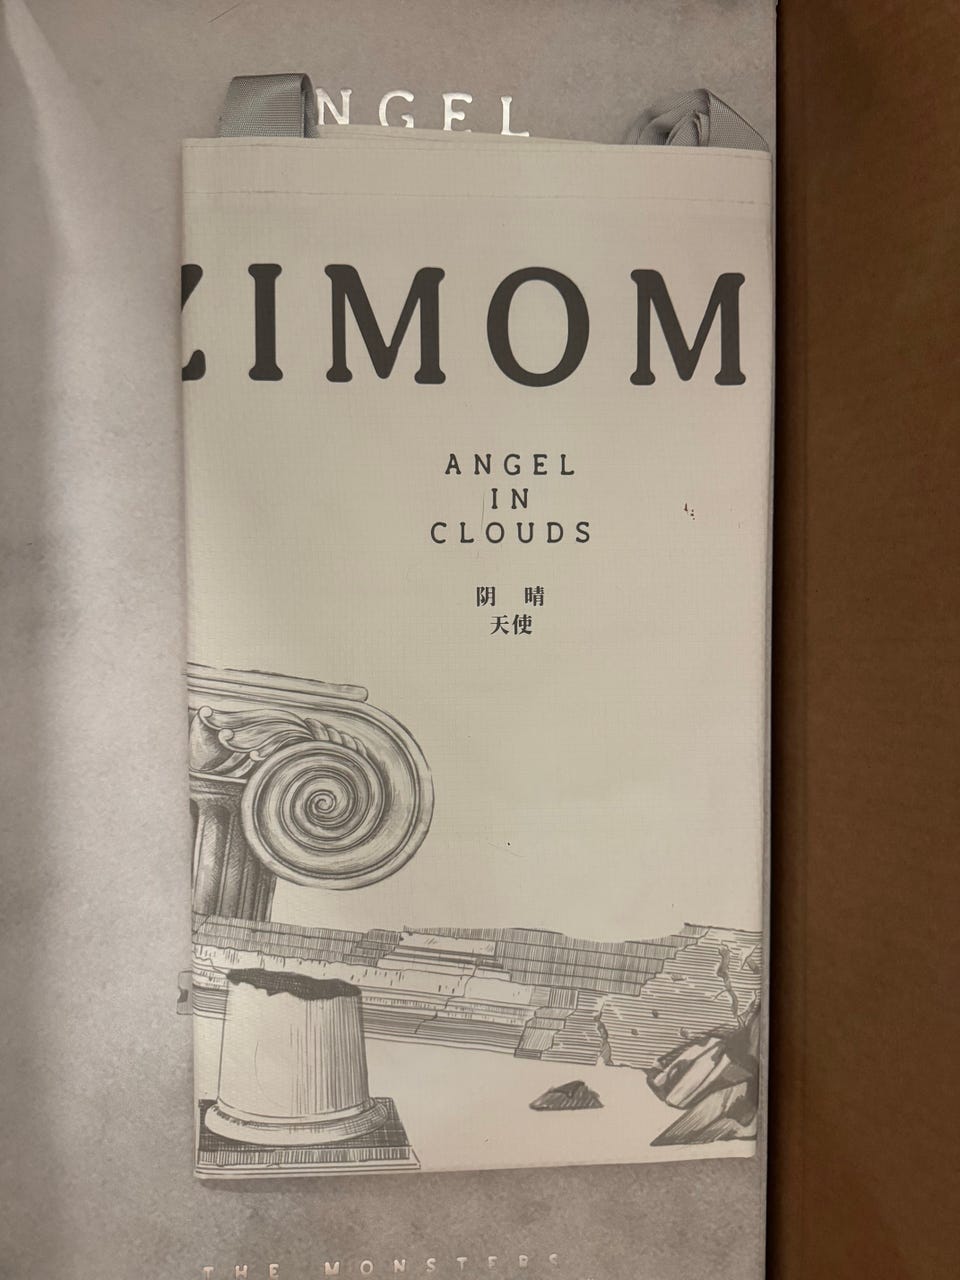 NGEL
ZIMOM
ANGEL
IN
CLOUDS
阴 晴
天使
THE MONSTERS